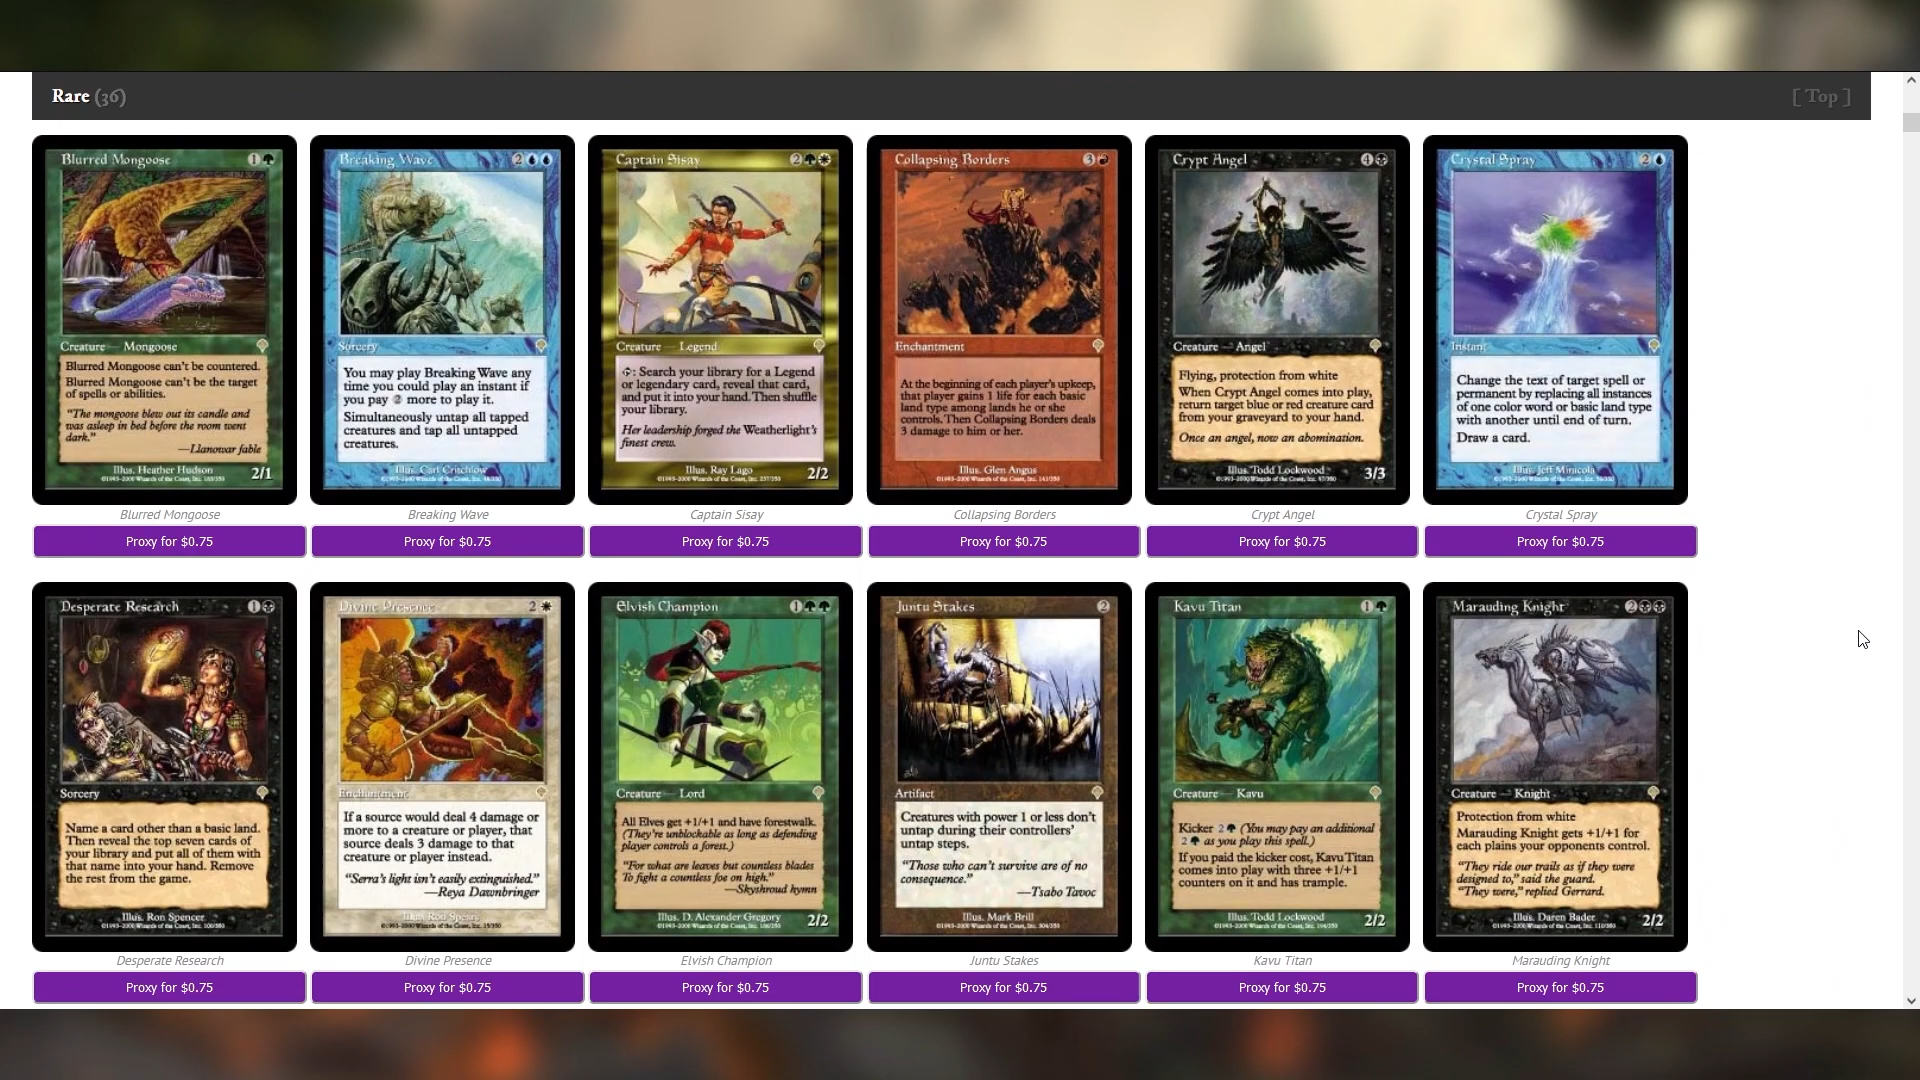 Rare (36)
[ Top ]
Blurred Mongoose 1
Creature — Mongoose
Blurred Mongoose can't be countered.
Blurred Mongoose can't be the target
of spells or abilities.
"The mongoose blew out its candle and
was asleep in bed before the room went
dark."
—Llanowar fable
Illus. Heather Hudson
2/1
Blurred Mongoose
Proxy for $0.75
Breaking Wave 2
Sorcery
You may play Breaking Wave any
time you could play an instant if
you pay 2 more to play it.
Simultaneously untap all tapped
creatures and tap all untapped
creatures.
Illus. Carl Critchlow
Breaking Wave
Proxy for $0.75
Captain Sisay 2
Creature — Legend
: Search your library for a Legend
or legendary card, reveal that card,
and put it into your hand. Then shuffle
your library.
Her leadership forged the Weatherlight's
finest crew.
Illus. Ray Lago
2/2
Captain Sisay
Proxy for $0.75
Collapsing Borders 3
Enchantment
At the beginning of each player's upkeep,
that player gains 1 life for each basic
land type among lands he or she
controls. Then Collapsing Borders deals
3 damage to him or her.
Illus. Glen Angus
Collapsing Borders
Proxy for $0.75
Crypt Angel 4
Creature — Angel
Flying, protection from white
When Crypt Angel comes into play,
return target blue or red creature card
from your graveyard to your hand.
Once an angel, now an abomination.
Illus. Todd Lockwood
3/3
Crypt Angel
Proxy for $0.75
Crystal Spray 2
Instant
Change the text of target spell or
permanent by replacing all instances
of one color word or basic land type
with another until end of turn.
Draw a card.
Illus. Jeff Miracola
Crystal Spray
Proxy for $0.75
Desperate Research 1
Sorcery
Name a card other than a basic land.
Then reveal the top seven cards of
your library and put all of them with
that name into your hand. Remove
the rest from the game.
Illus. Ron Spencer
Desperate Research
Proxy for $0.75
Divine Presence 2
Enchantment
If a source would deal 4 damage or
more to a creature or player, that
source deals 3 damage to that
creature or player instead.
"Serra's light isn't easily extinguished."
—Reya Dawnbringer
Illus. Ron Spears
Divine Presence
Proxy for $0.75
Elvish Champion 1
Creature — Lord
All Elves get +1/+1 and have forestwalk.
(They're unblockable as long as defending
player controls a forest.)
"For what are leaves but countless blades
To fight a countless foe on high."
—Skyshroud hymn
Illus. D. Alexander Gregory
2/2
Elvish Champion
Proxy for $0.75
Juntu Stakes 2
Artifact
Creatures with power 1 or less don't
untap during their controllers'
untap steps.
"Those who can't survive are of no
consequence."
—Tsabo Tavoc
Illus. Mark Brill
Juntu Stakes
Proxy for $0.75
Kavu Titan 1
Creature — Kavu
Kicker 2 (You may pay an additional
2 as you play this spell.)
If you paid the kicker cost, Kavu Titan
comes into play with three +1/+1
counters on it and has trample.
Illus. Todd Lockwood
2/2
Kavu Titan
Proxy for $0.75
Marauding Knight 2
Creature — Knight
Protection from white
Marauding Knight gets +1/+1 for
each plains your opponents control.
"They ride our trails as if they were
designed to," said the guard.
"They were," replied Gerrard.
Illus. Daren Bader
2/2
Marauding Knight
Proxy for $0.75